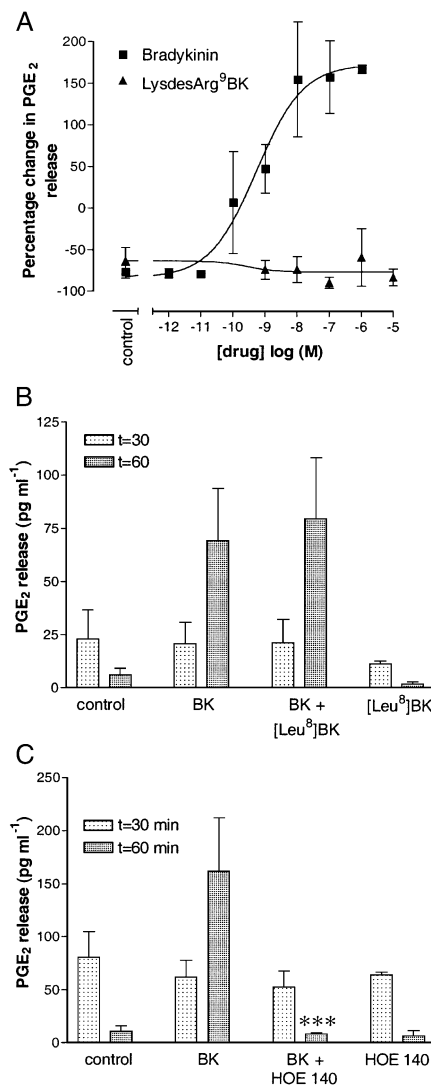 A
Percentage change in PGE2 release
200
150
100
50
0
-50
-100
Bradykinin
LysdesArg9BK
control
-12 -11 -10 -9 -8 -7 -6 -5
[drug] log (M)
B
PGE2 release (pg ml-1)
125
100
75
50
25
0
t=30
t=60
control BK BK + [Leu8]BK [Leu8]BK
C
PGE2 release (pg ml-1)
250
200
150
100
50
0
t=30 min
t=60 min
***
control BK BK + HOE 140 HOE 140